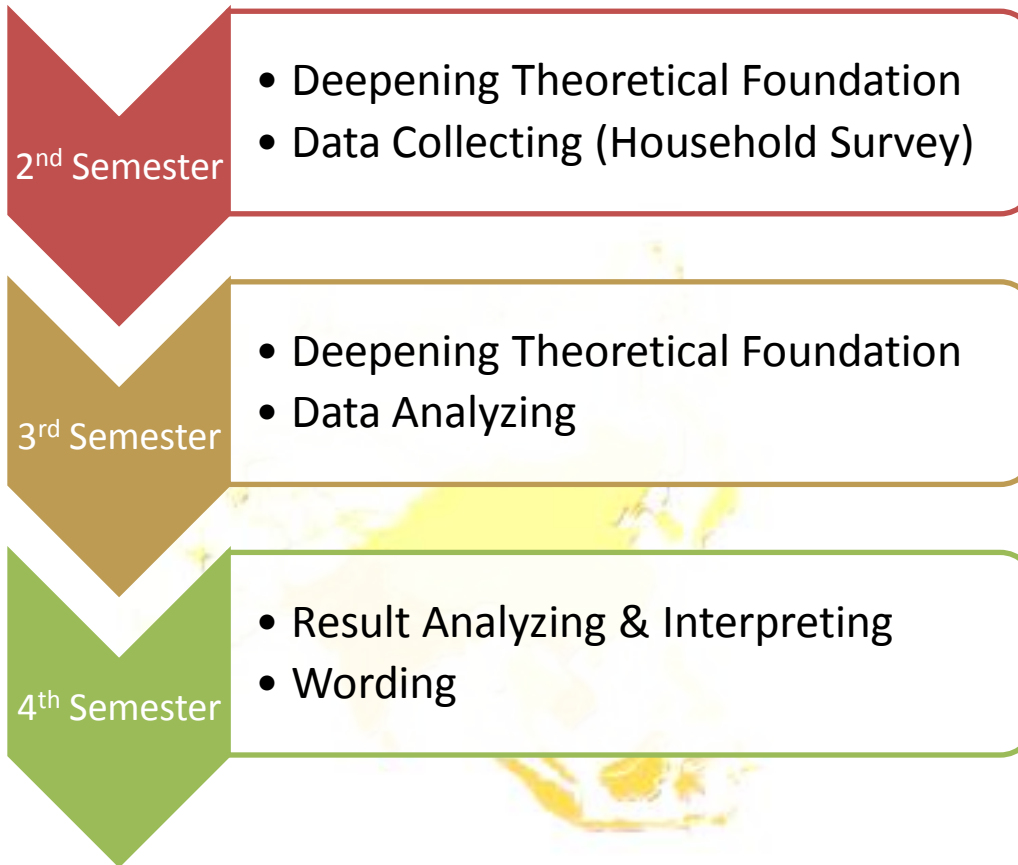 2nd Semester
• Deepening Theoretical Foundation
• Data Collecting (Household Survey)
3rd Semester
• Deepening Theoretical Foundation
• Data Analyzing
4th Semester
• Result Analyzing & Interpreting
• Wording